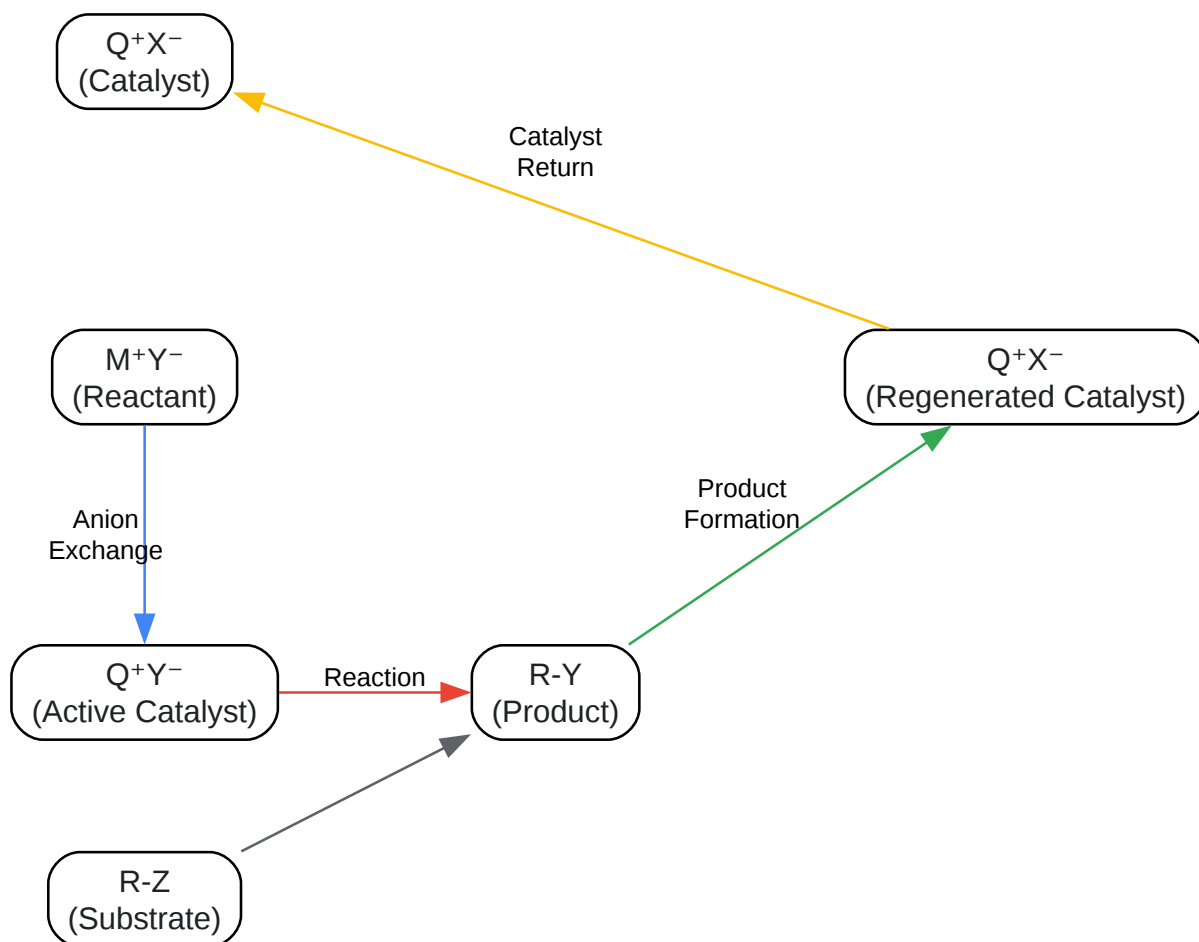 Q⁺X⁻
(Catalyst)
Catalyst
Return
M⁺Y⁻
(Reactant)
Q⁺X⁻
(Regenerated Catalyst)
Anion
Exchange
Product
Formation
Q⁺Y⁻
(Active Catalyst)
Reaction
R-Y
(Product)
R-Z
(Substrate)